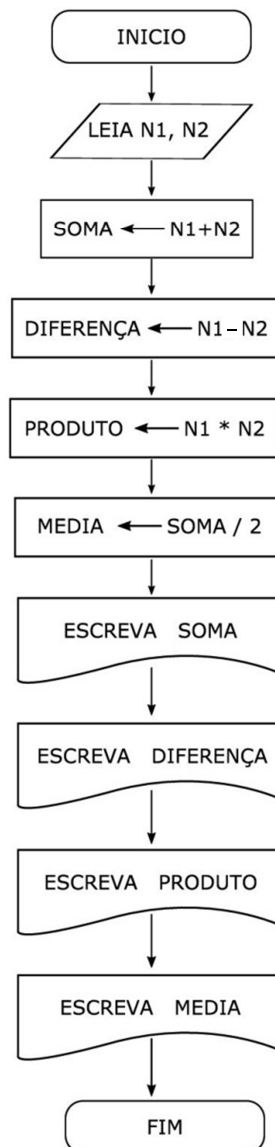 INICIO
LEIA N1, N2
SOMA ← N1+N2
DIFERENÇA ← N1–N2
PRODUTO ← N1 * N2
MEDIA ← SOMA / 2
ESCREVA SOMA
ESCREVA DIFERENÇA
ESCREVA PRODUTO
ESCREVA MEDIA
FIM